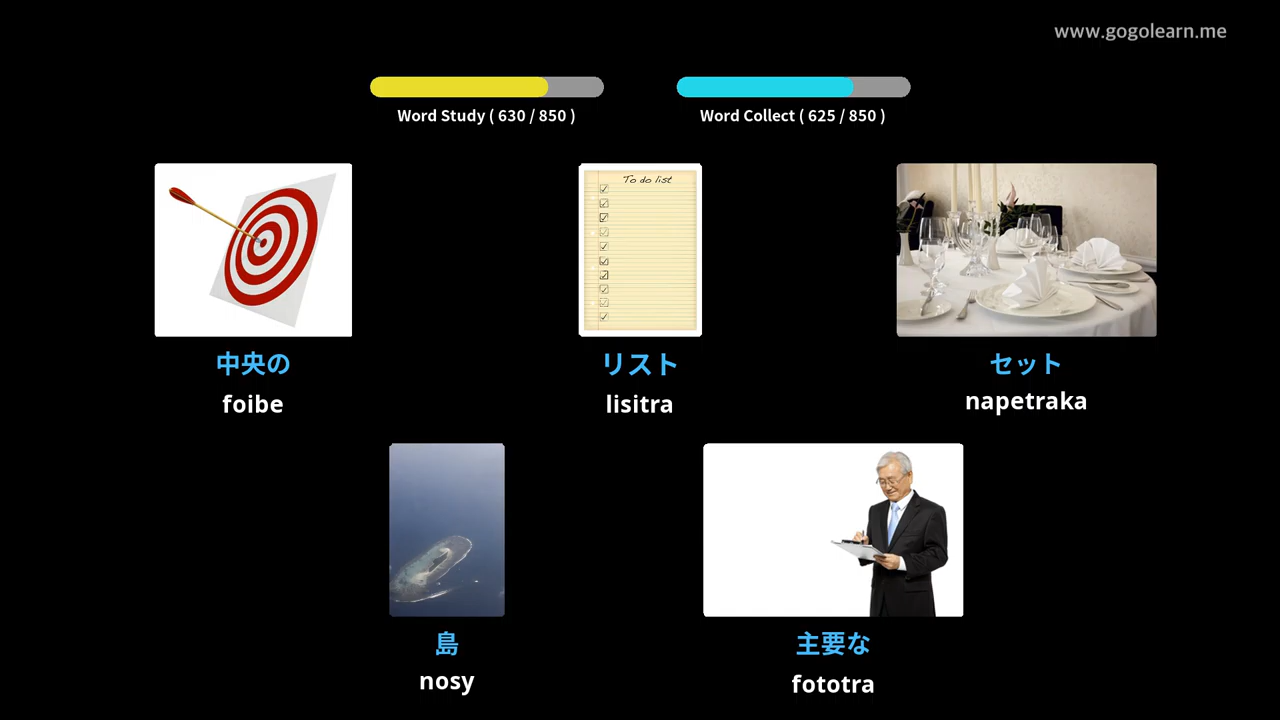 www.gogolearn.me
Word Study ( 630 / 850 )
Word Collect ( 625 / 850 )
To do list
中央の
foibe
リスト
lisitra
セット
napetraka
島
nosy
主要な
fototra